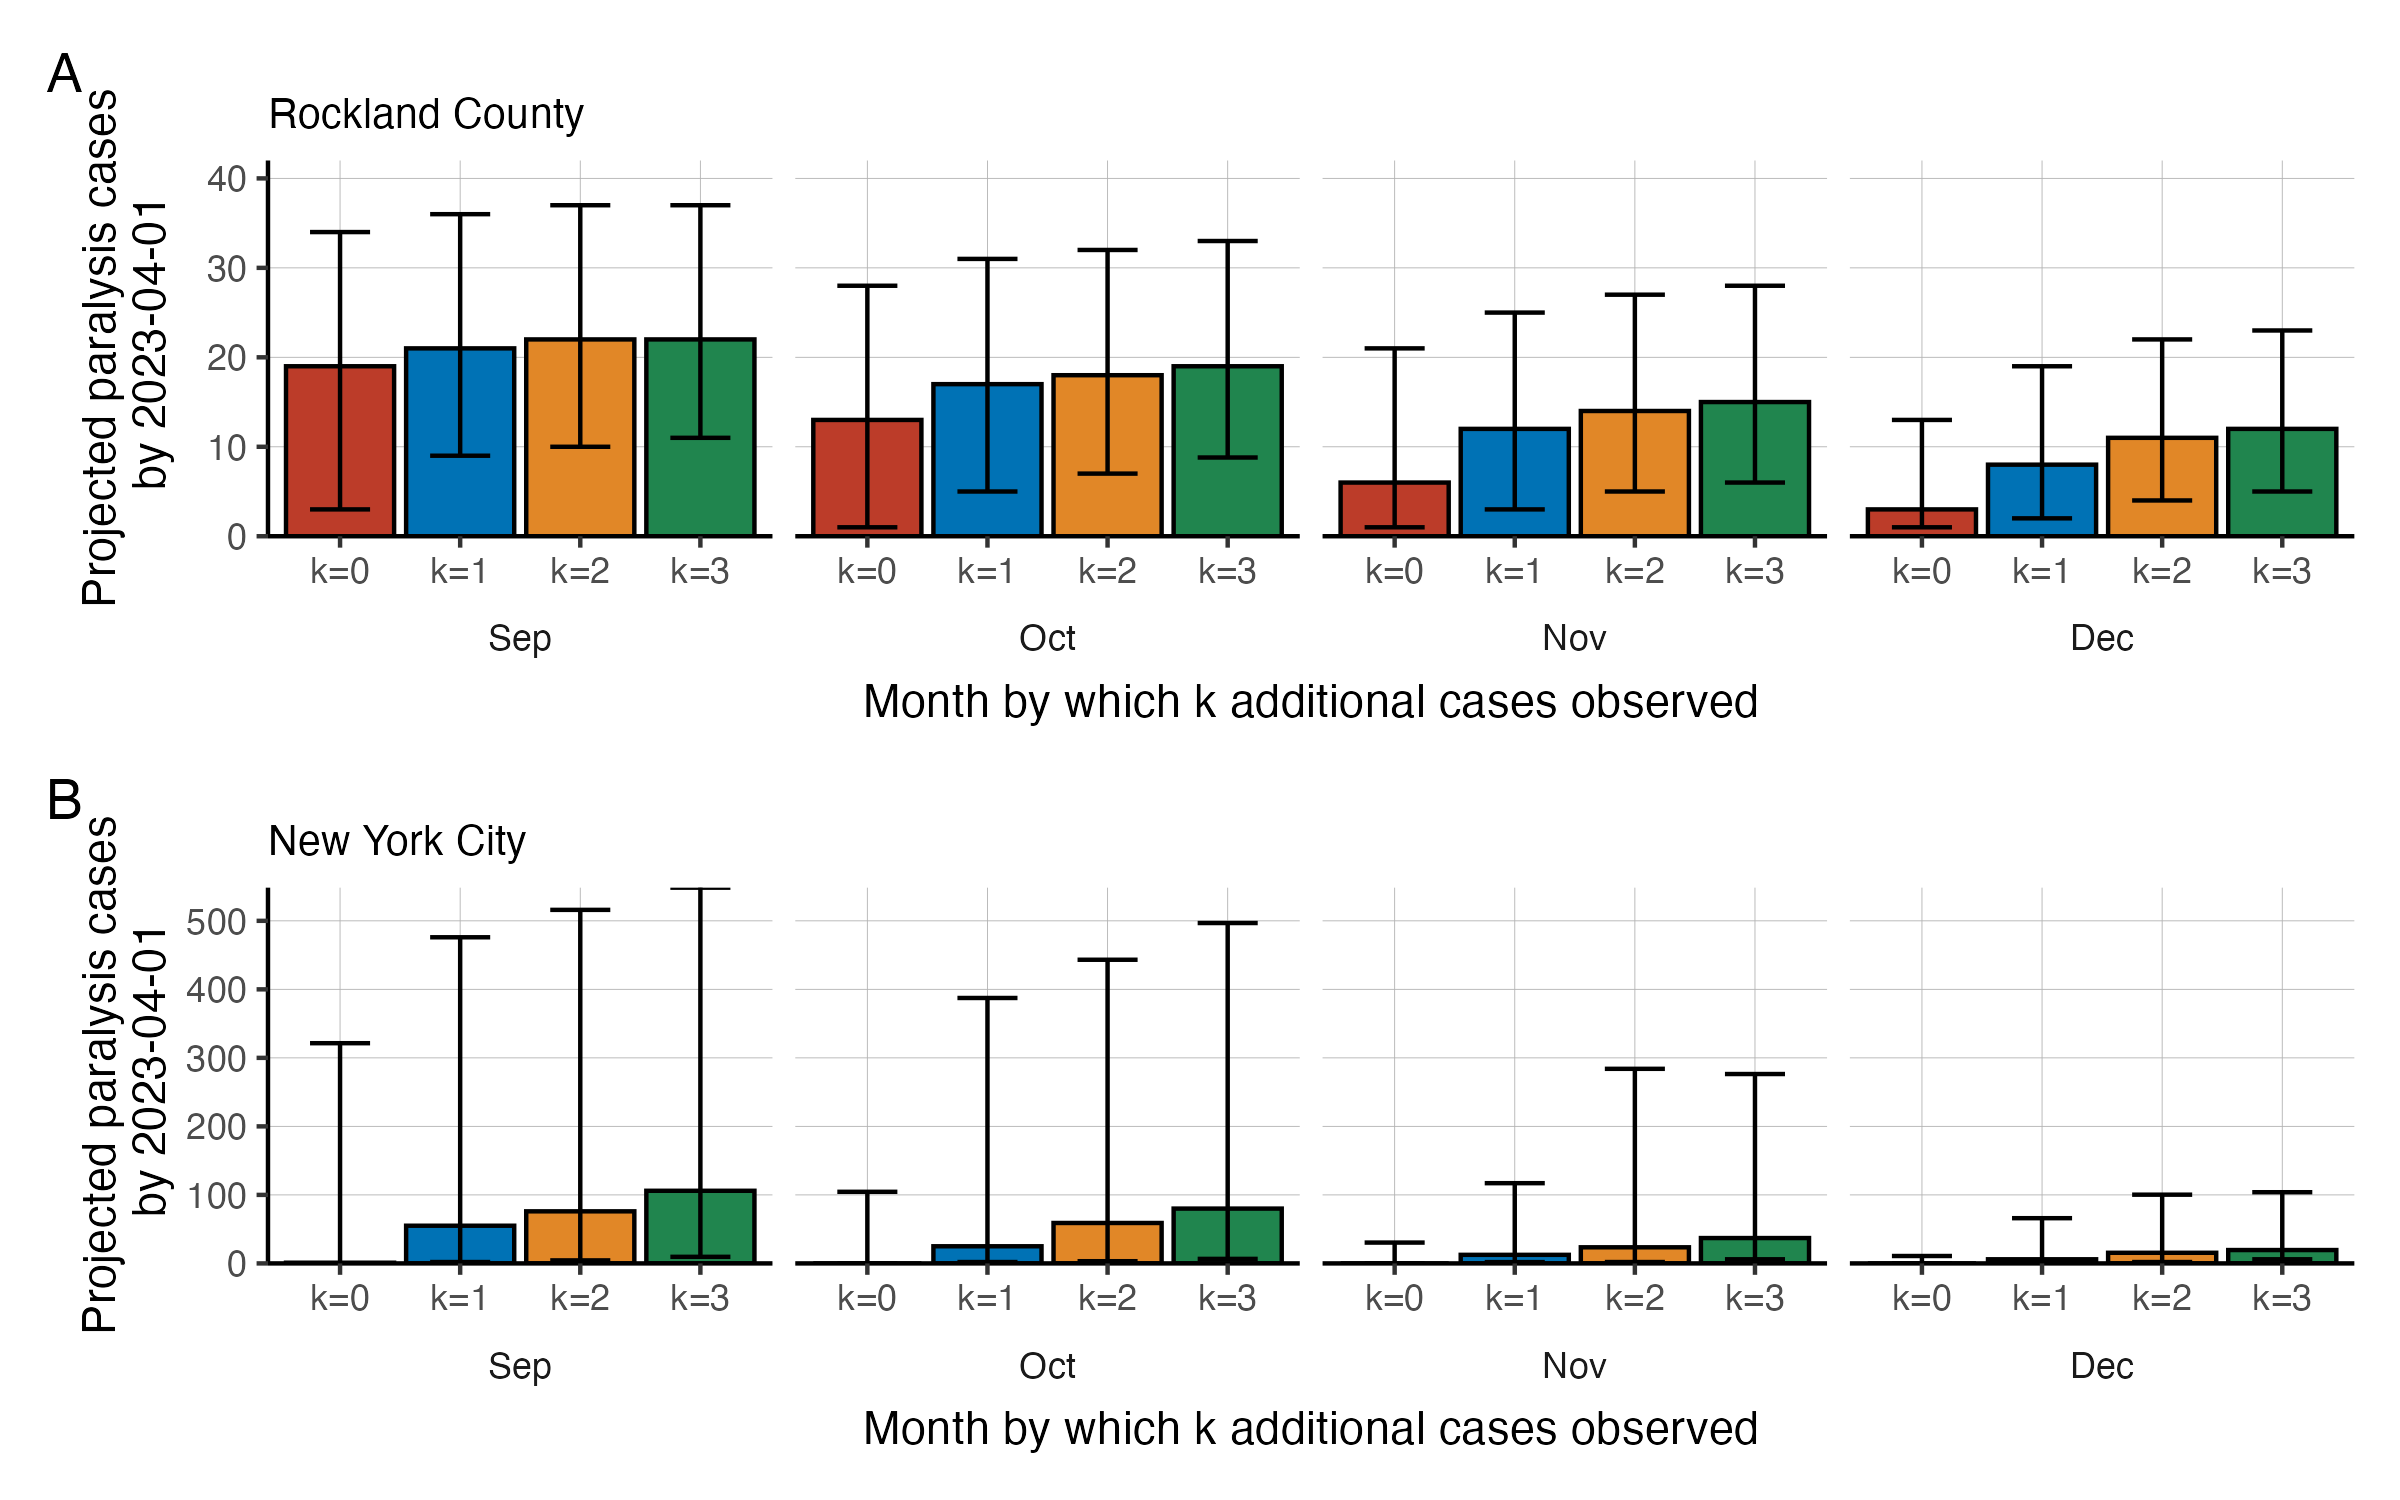 A
Rockland County
Projected paralysis cases
by 2023-04-01
40
30
20
10
0
k=0 k=1 k=2 k=3 k=0 k=1 k=2 k=3 k=0 k=1 k=2 k=3 k=0 k=1 k=2 k=3
Sep Oct Nov Dec
Month by which k additional cases observed
B
New York City
Projected paralysis cases
by 2023-04-01
500
400
300
200
100
0
k=0 k=1 k=2 k=3 k=0 k=1 k=2 k=3 k=0 k=1 k=2 k=3 k=0 k=1 k=2 k=3
Sep Oct Nov Dec
Month by which k additional cases observed